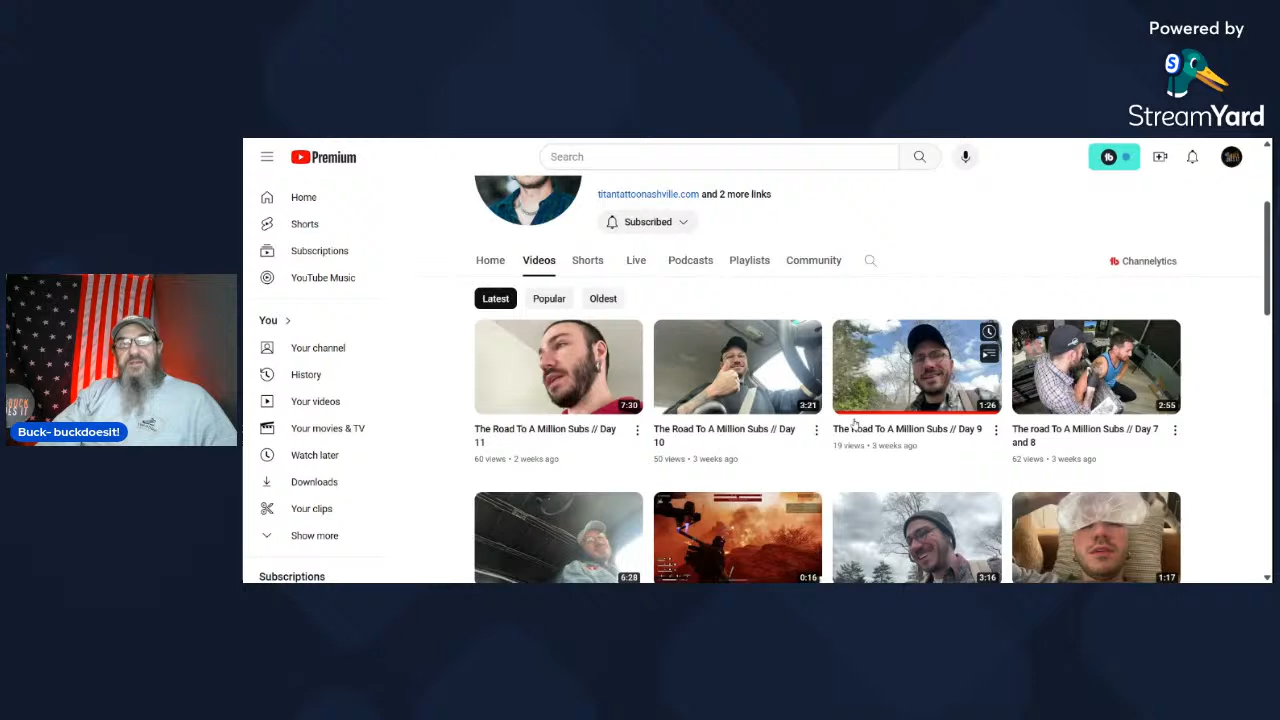 Powered by
StreamYard
Premium
Search
Home
Shorts
Subscriptions
YouTube Music
You
Your channel
History
Your videos
Your movies & TV
Watch later
Downloads
Your clips
Show more
Subscriptions
titantattoonashville.com and 2 more links
Subscribed
Home Videos Shorts Live Podcasts Playlists Community
Channelytics
Latest Popular Oldest
7:30
The Road To A Million Subs // Day
11
60 views • 2 weeks ago
3:21
The Road To A Million Subs // Day
10
50 views • 3 weeks ago
1:26
The Road To A Million Subs // Day 9
19 views • 3 weeks ago
2:55
The road To A Million Subs // Day 7
and 8
62 views • 3 weeks ago
6:28
0:16
3:16
1:17
Buck- buckdoesit!